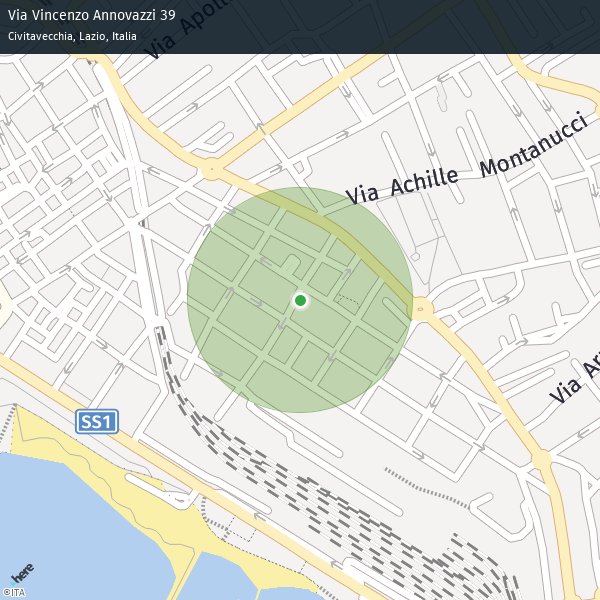 Via Vincenzo Annovazzi 39
Civitavecchia, Lazio, Italia
Via Apol
Via Achille Montanucci
Via Ar
SS1
here
©ITA